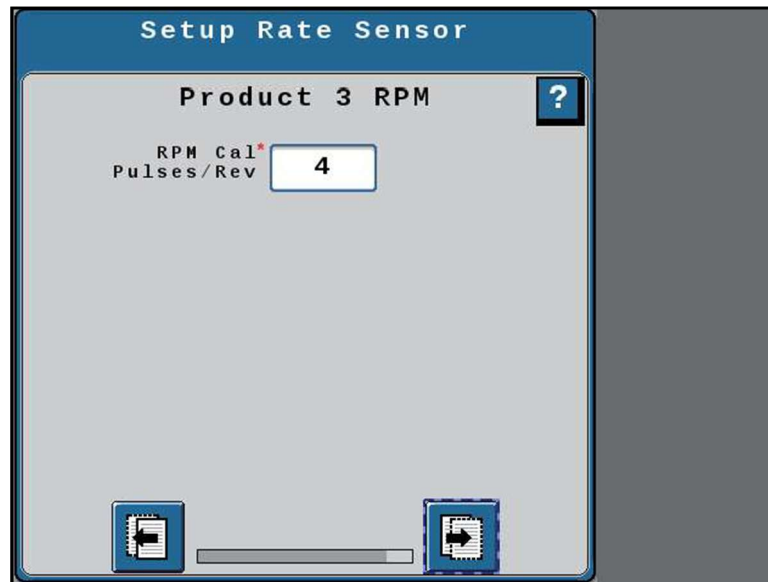 Setup Rate Sensor
Product 3 RPM
?
RPM Cal*
Pulses/Rev
4